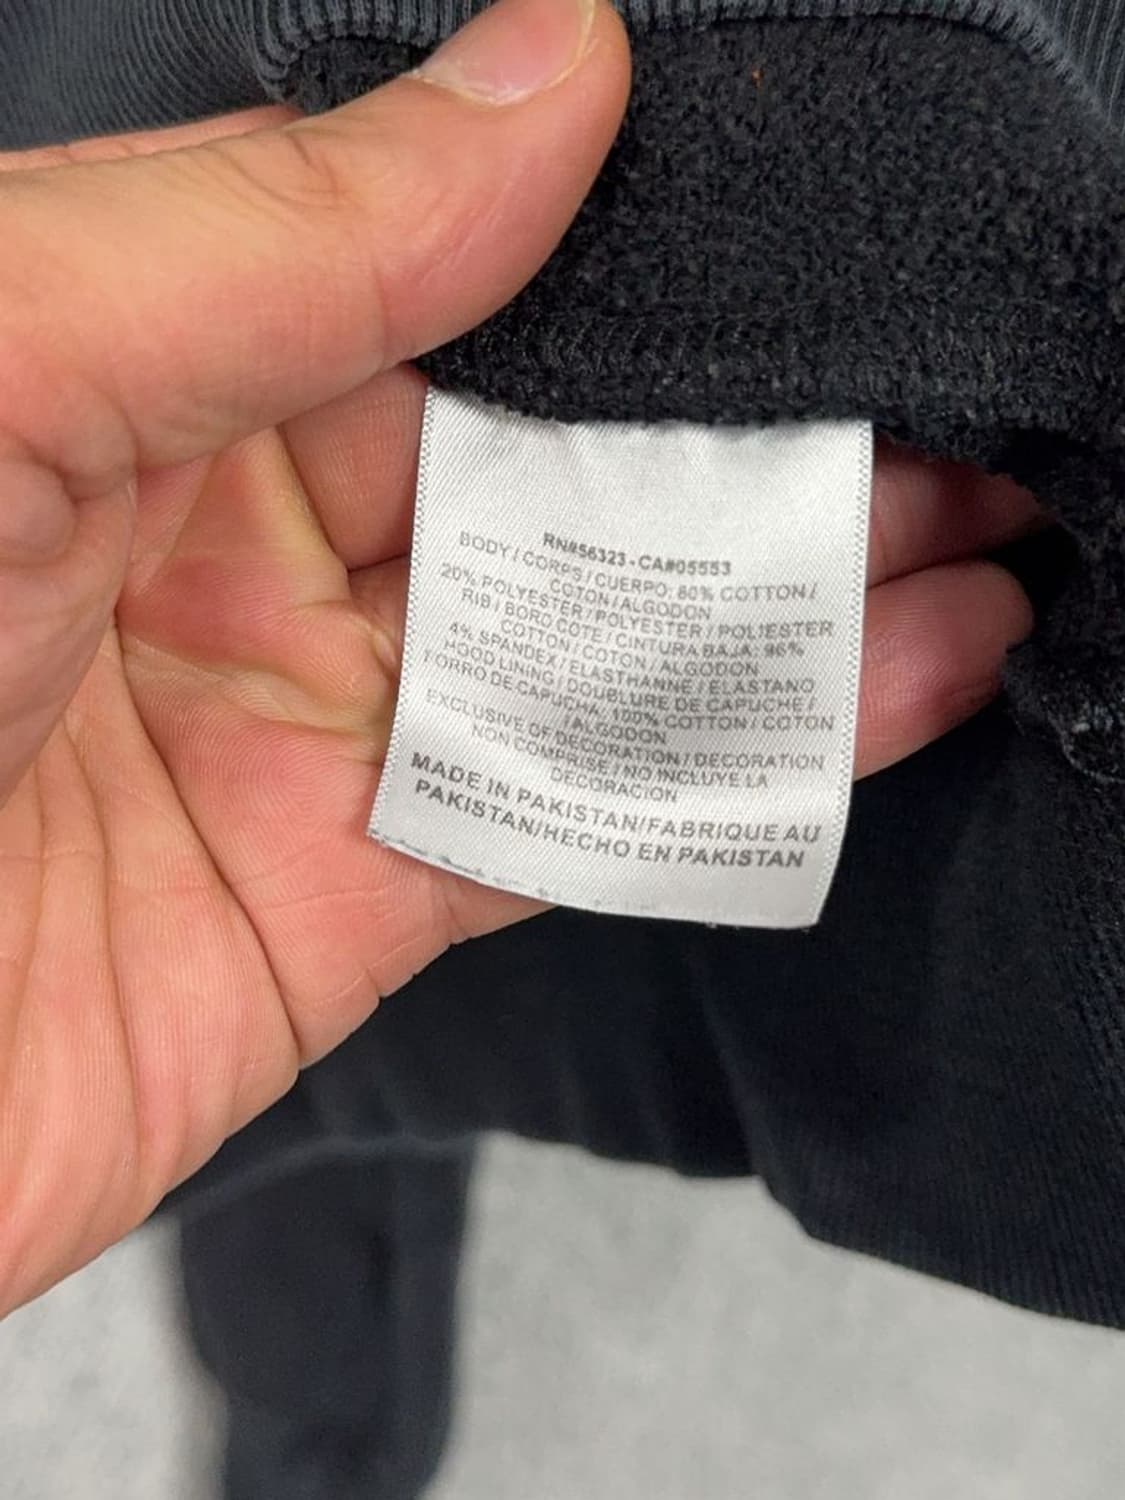 RN#56323-CA#05553
BODY / CORPS / CUERPO: 80% COTTON /
COTON / ALGODON
20% POLYESTER / POLYESTER / POLIESTER
RIB / BORD COTE / CINTURA BAJA: 96%
COTTON / COTON / ALGODON
4% SPANDEX / ELASTHANNE / ELASTANO
HOOD LINING / DOUBLURE DE CAPUCHE /
FORRO DE CAPUCHA: 100% COTTON / COTON
/ ALGODON
EXCLUSIVE OF DECORATION / DECORATION
NON COMPRISE / NO INCLUYE LA
DECORACION
MADE IN PAKISTAN/FABRIQUE AU
PAKISTAN/HECHO EN PAKISTAN